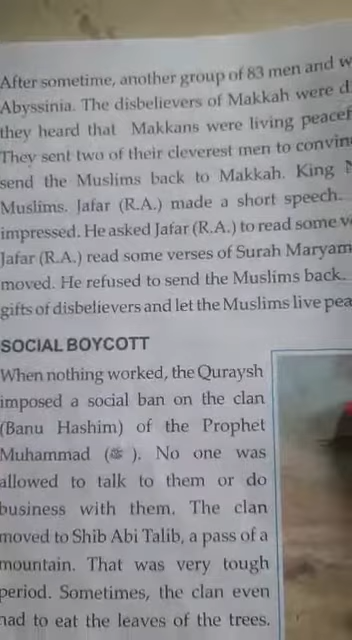 After sometime, another group of 83 men and
Abyssinia. The disbelievers of Makkah were
they heard that Makkans were living
They sent two of their cleverest men to
send the Muslims back to Makkah. King
Muslims. Jafar (R.A.) made a short speech.
impressed. He asked Jafar (R.A.) to read some
Jafar (R.A.) read some verses of Surah Maryam
moved. He refused to send the Muslims back.
gifts of disbelievers and let the Muslims live
SOCIAL BOYCOTT
When nothing worked, the Quraysh
imposed a social ban on the clan
(Banu Hashim) of the Prophet
Muhammad (ﷺ). No one was
allowed to talk to them or do
business with them. The clan
moved to Shib Abi Talib, a pass of a
mountain. That was very tough
period. Sometimes, the clan even
had to eat the leaves of the trees.